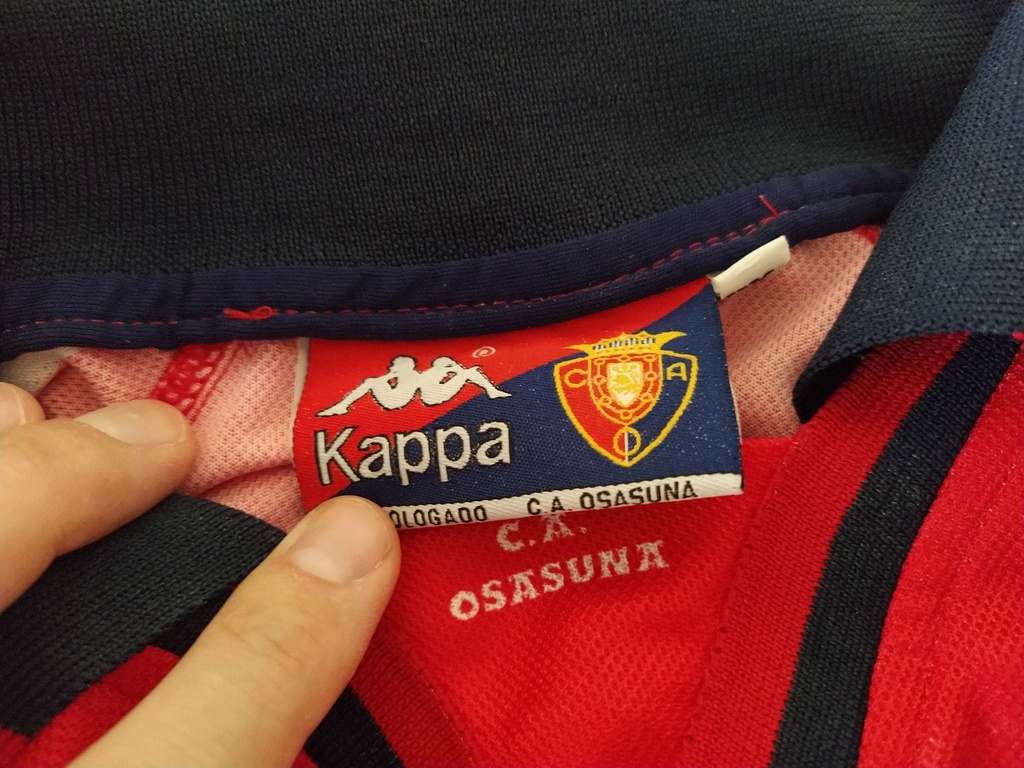 ®
Kappa
C A
O
OLOGADO C.A. OSASUNA
C.A.
OSASUNA